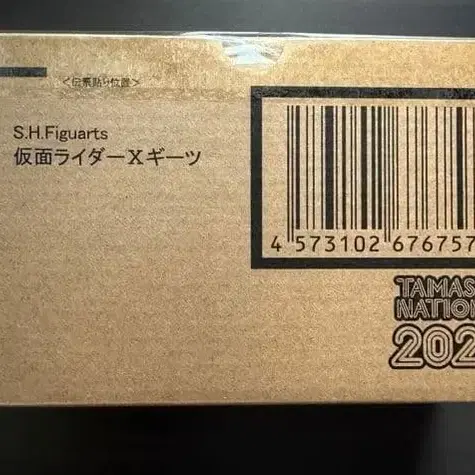 <伝票貼り位置>
S.H.Figuarts
仮面ライダーXギーツ
4 573102 676757
TAMAS
NATIO
202